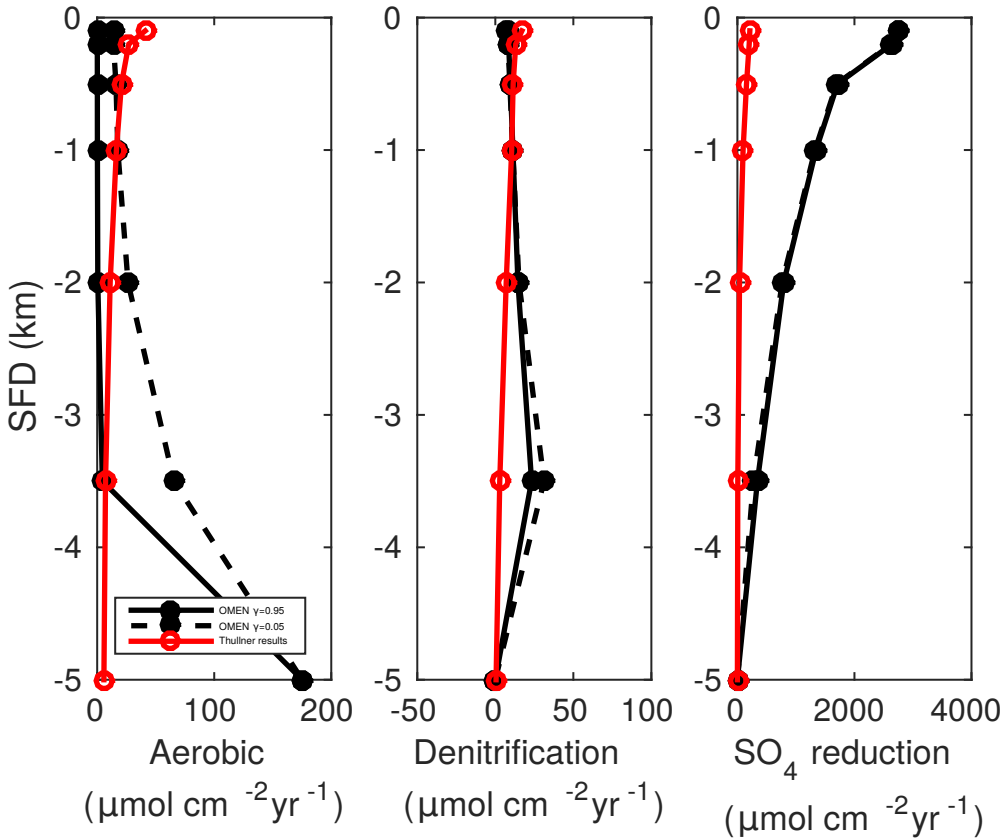 0
-1
-2
-3
-4
-5
SFD (km)
0 100 200
Aerobic
(μmol cm -2yr -1)
OMEN γ=0.95
OMEN γ=0.05
Thullner results
0
-1
-2
-3
-4
-5
-50 0 50 100
Denitrification
(μmol cm -2yr -1)
0
-1
-2
-3
-4
-5
0 2000 4000
SO4 reduction
(μmol cm -2yr -1)